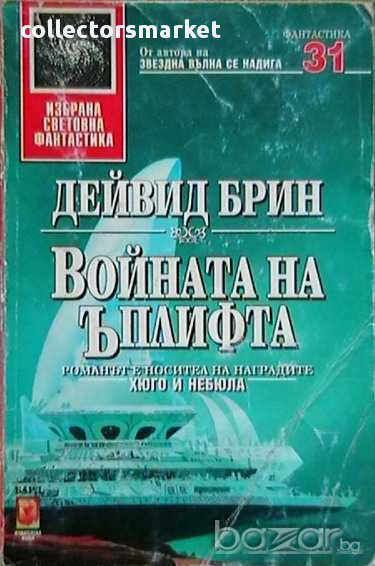 collectorsmarket
ФАНТАСТИКА
31
От автора на
ЗВЕЗДНА ВЪЛНА СЕ НАДИГА
ИЗБРАНА
СВЕТОВНА
ФАНТАСТИКА
ДЕЙВИД БРИН
ВОЙНАТА НА
ЪПЛИФТА
РОМАНЪТ Е НОСИТЕЛ НА НАГРАДИТЕ
ХЮГО И НЕБЮЛА
БАРД
bazar.bg